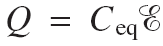 Q = C_eq ℰ